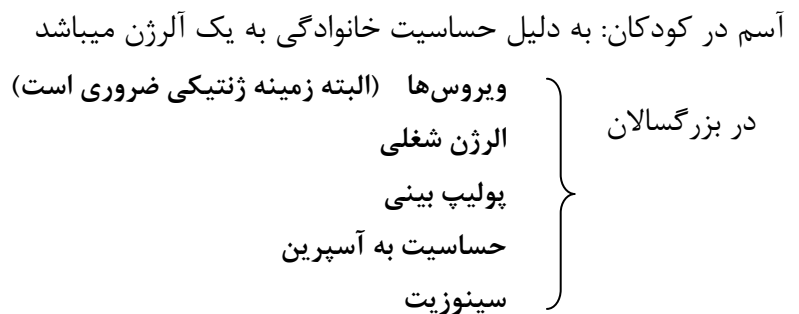 آسم در کودکان: به دلیل حساسیت خانوادگی به یک آلرژن میباشد
در بزرگسالان
ویروس‌ها (البته زمینه ژنتیکی ضروری است)
الرژن شغلی
پولیپ بینی
حساسیت به آسپرین
سینوزیت